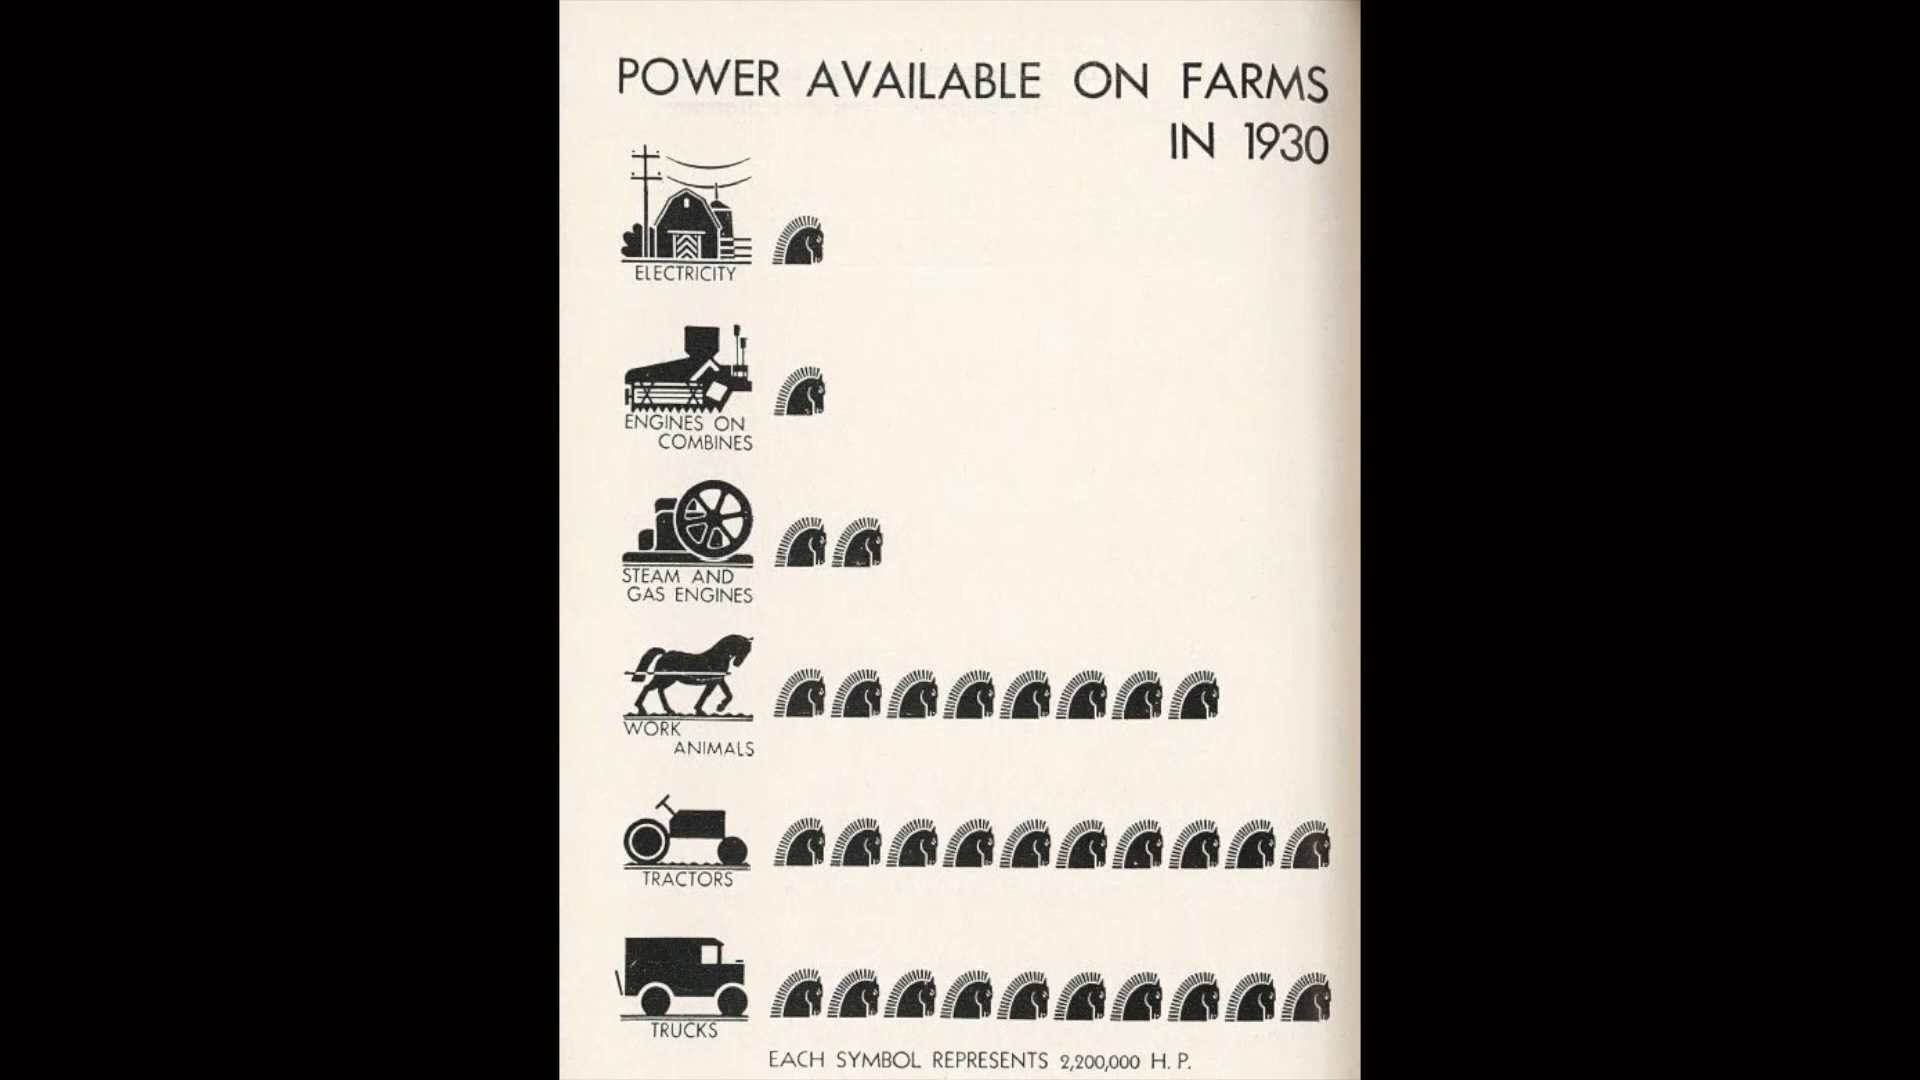 POWER AVAILABLE ON FARMS
IN 1930
ELECTRICITY
ENGINES ON
COMBINES
STEAM AND
GAS ENGINES
WORK
ANIMALS
TRACTORS
TRUCKS
EACH SYMBOL REPRESENTS 2,200,000 H. P.